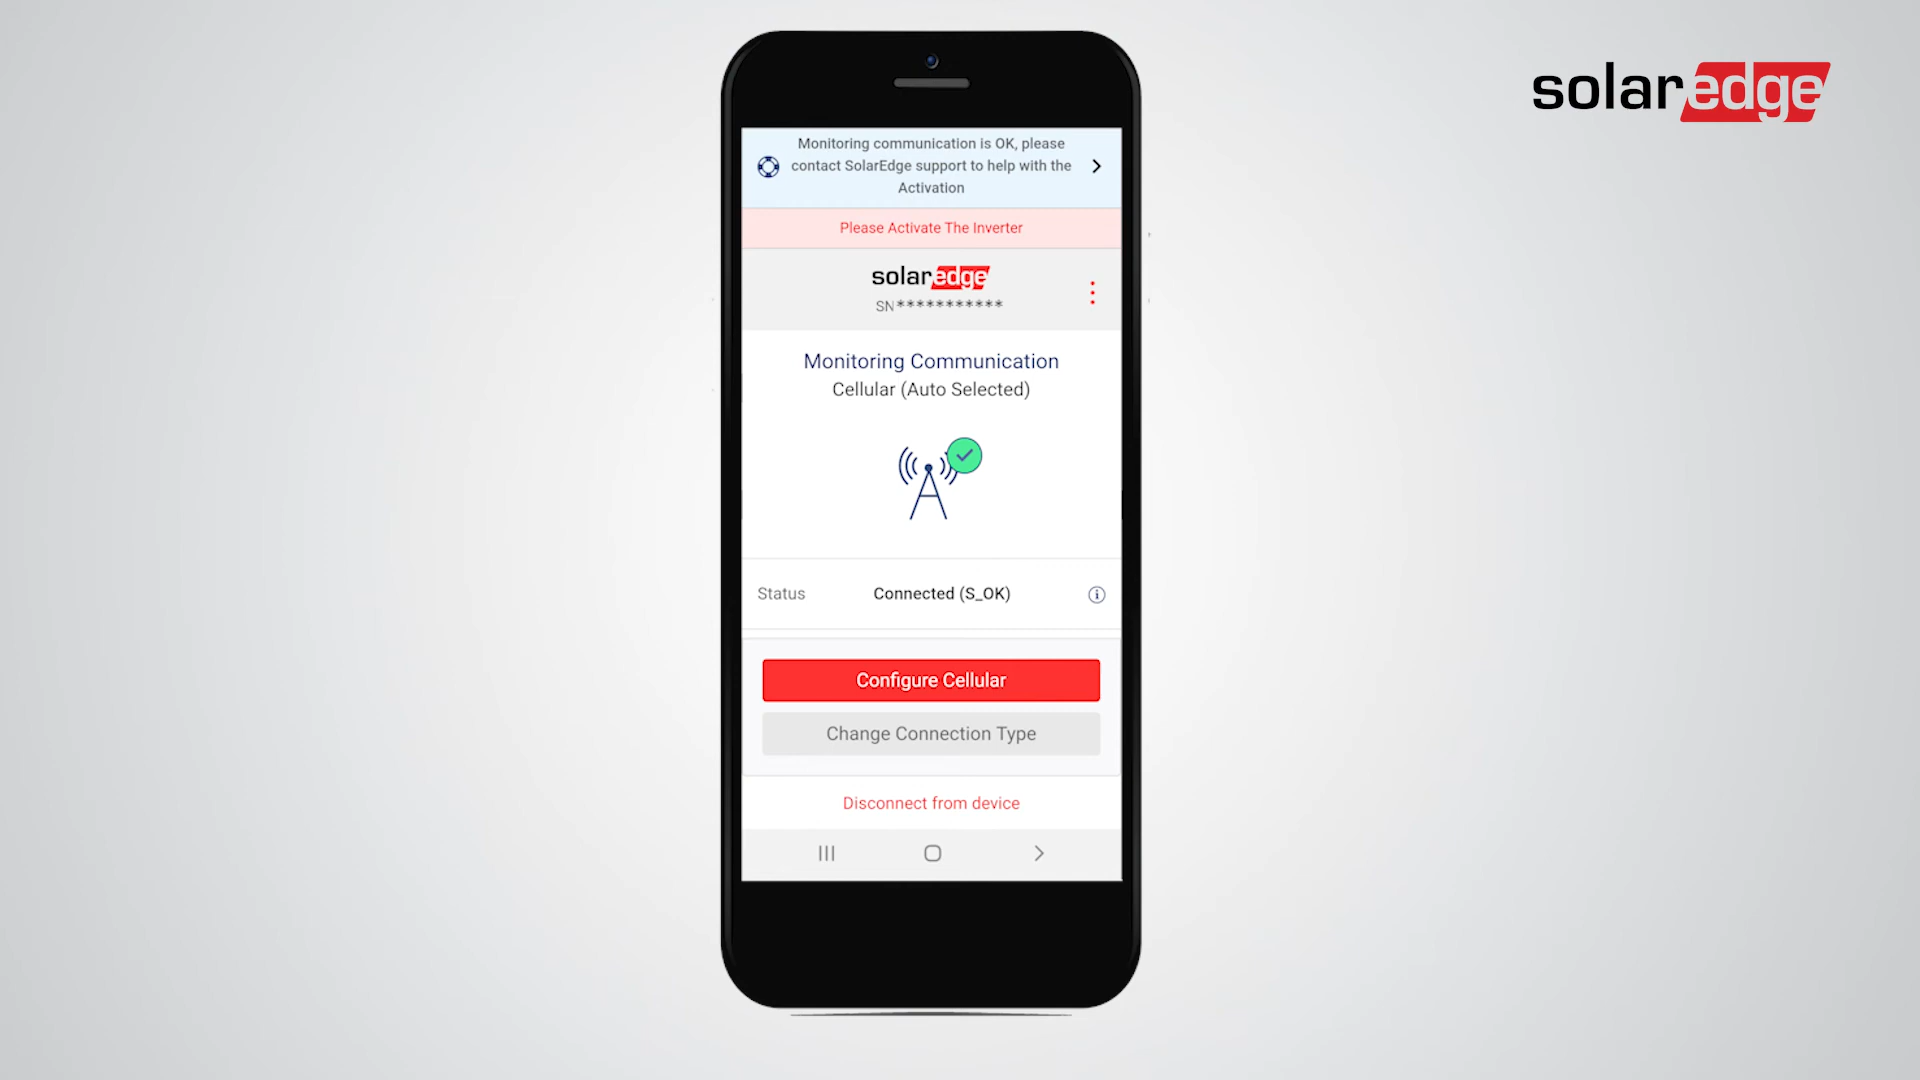 solaredge
Monitoring communication is OK, please
contact SolarEdge support to help with the
Activation
Please Activate The Inverter
solaredge
SN***********
Monitoring Communication
Cellular (Auto Selected)
Status Connected (S_OK)
Configure Cellular
Change Connection Type
Disconnect from device